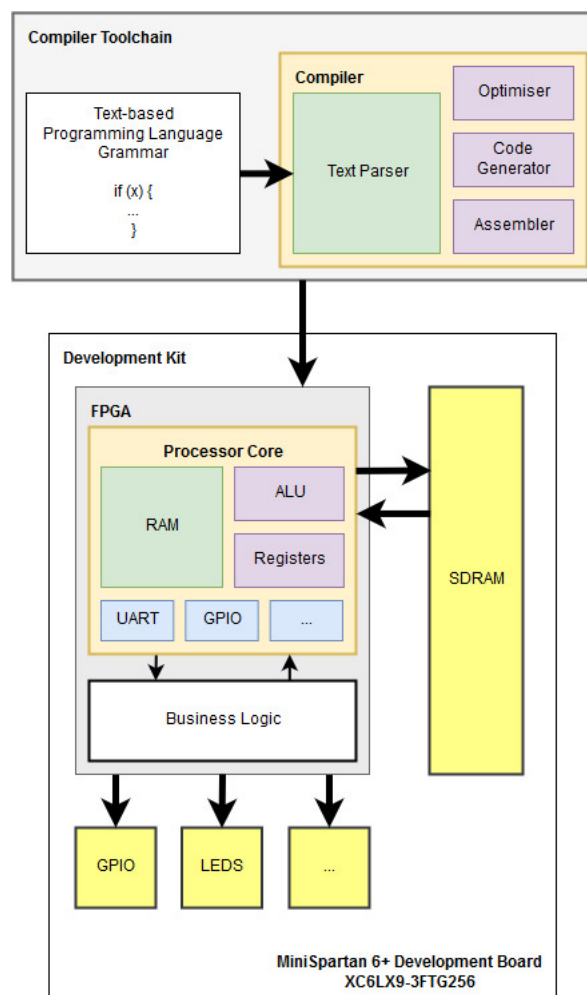 Compiler Toolchain
Compiler
Text-based
Programming Language
Grammar
if (x) {
...
}
Text Parser
Optimiser
Code
Generator
Assembler
Development Kit
FPGA
Processor Core
RAM
ALU
Registers
UART
GPIO
...
Business Logic
SDRAM
GPIO
LEDS
...
MiniSpartan 6+ Development Board
XC6LX9-3FTG256